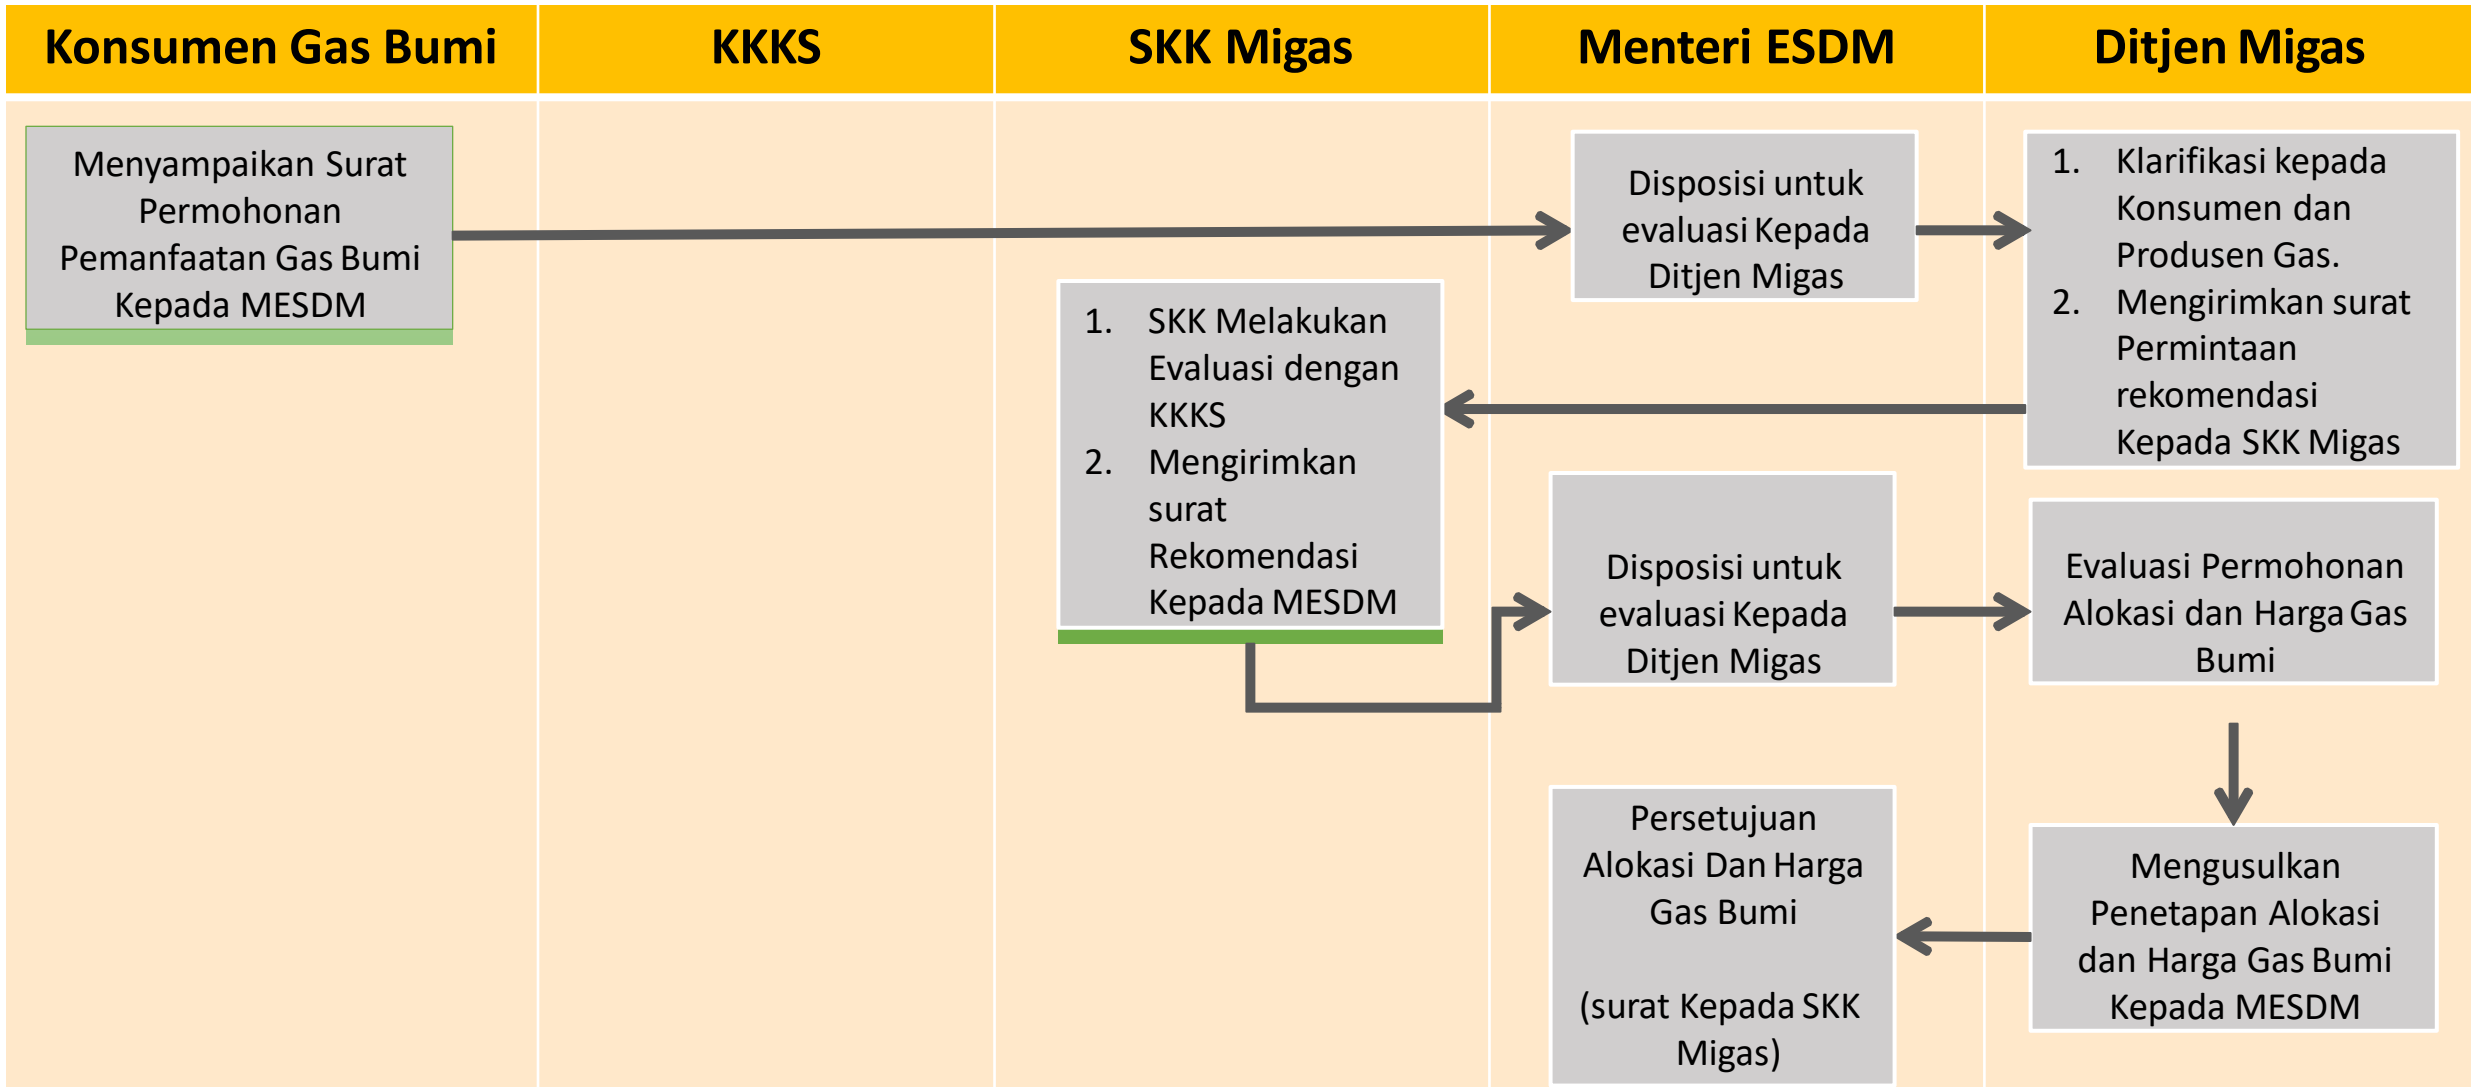 Konsumen Gas Bumi
KKKS
SKK Migas
Menteri ESDM
Ditjen Migas
Menyampaikan Surat
Permohonan
Pemanfaatan Gas Bumi
Kepada MESDM
Disposisi untuk
evaluasi Kepada
Ditjen Migas
1. Klarifikasi kepada
Konsumen dan
Produsen Gas.
2. Mengirimkan surat
Permintaan
rekomendasi
Kepada SKK Migas
1. SKK Melakukan
Evaluasi dengan
KKKS
2. Mengirimkan
surat
Rekomendasi
Kepada MESDM
Disposisi untuk
evaluasi Kepada
Ditjen Migas
Evaluasi Permohonan
Alokasi dan Harga Gas
Bumi
Mengusulkan
Penetapan Alokasi
dan Harga Gas Bumi
Kepada MESDM
Persetujuan
Alokasi Dan Harga
Gas Bumi
(surat Kepada SKK
Migas)